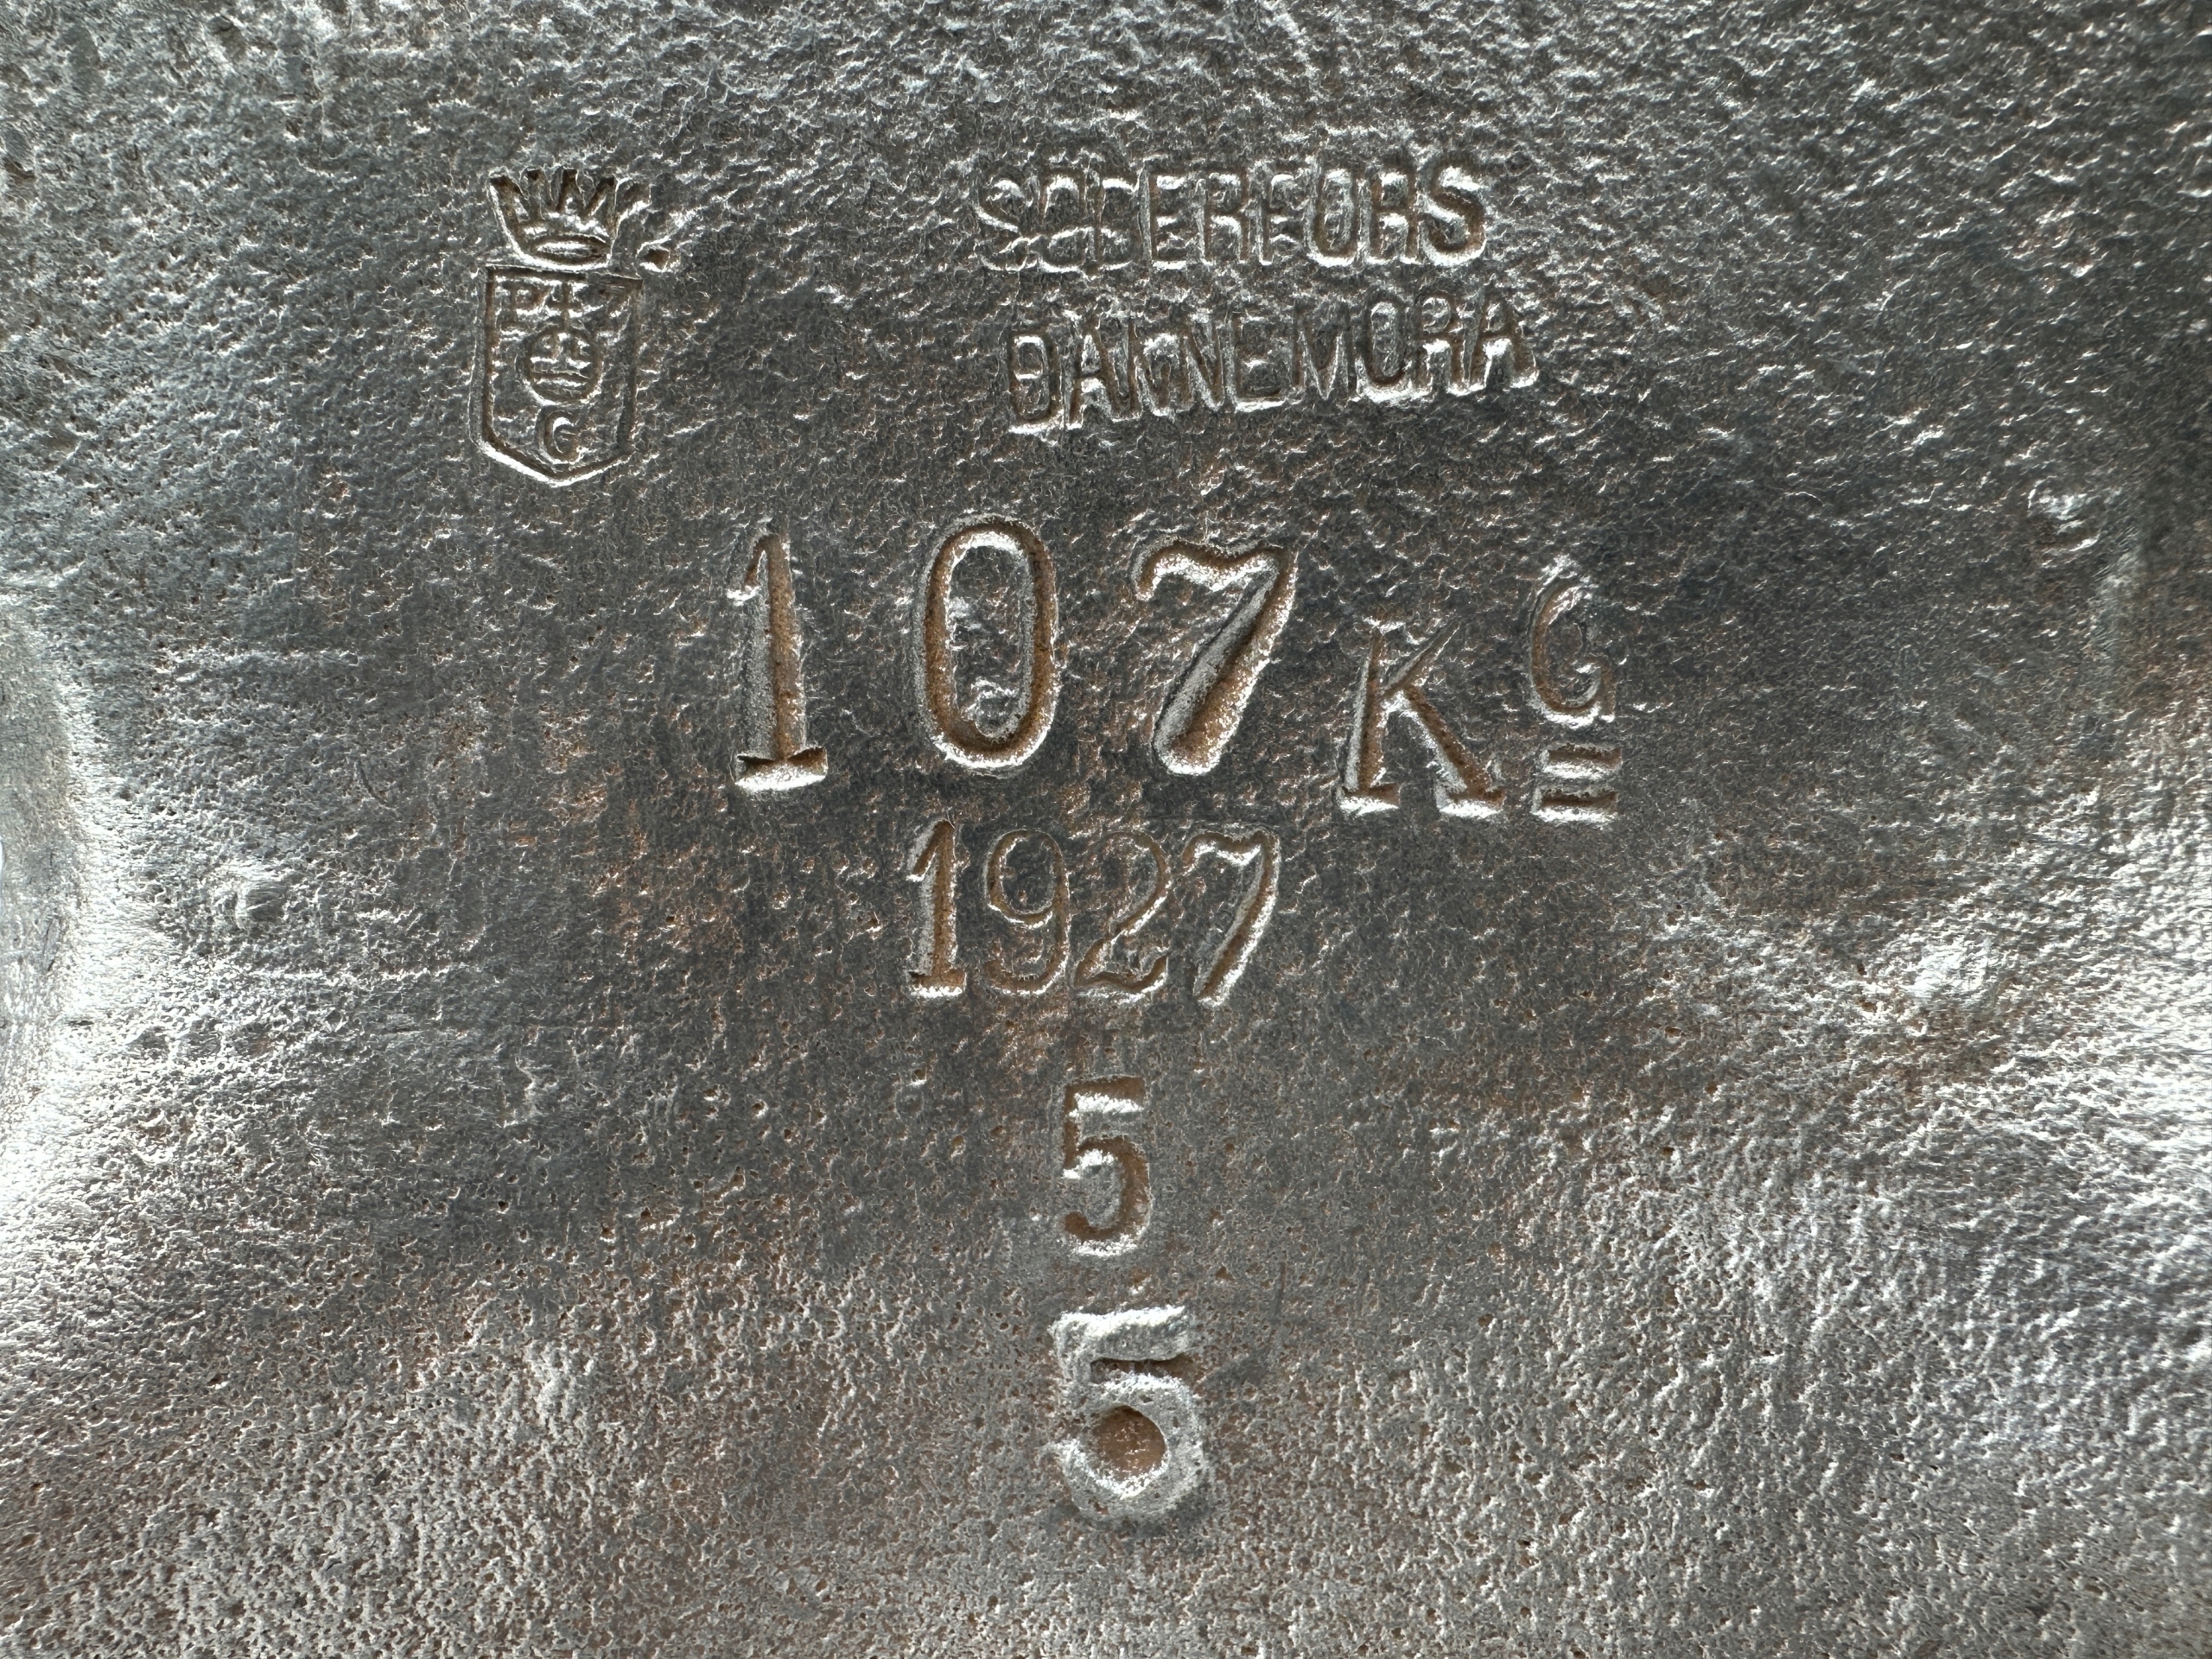 SÖDERFORS
DANNEMORA
107 KG
1927
5
5